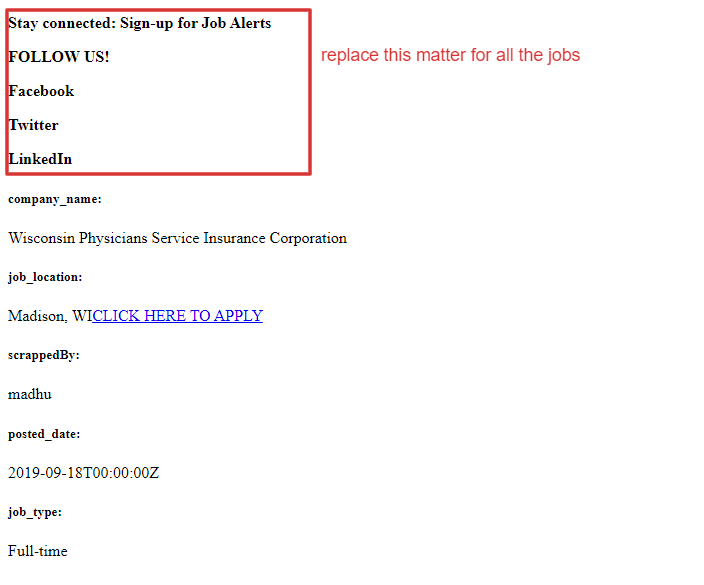 Stay connected: Sign-up for Job Alerts
FOLLOW US!
replace this matter for all the jobs
Facebook
Twitter
LinkedIn
company_name:
Wisconsin Physicians Service Insurance Corporation
job_location:
Madison, WICLICK HERE TO APPLY
scrappedBy:
madhu
posted_date:
2019-09-18T00:00:00Z
job_type:
Full-time